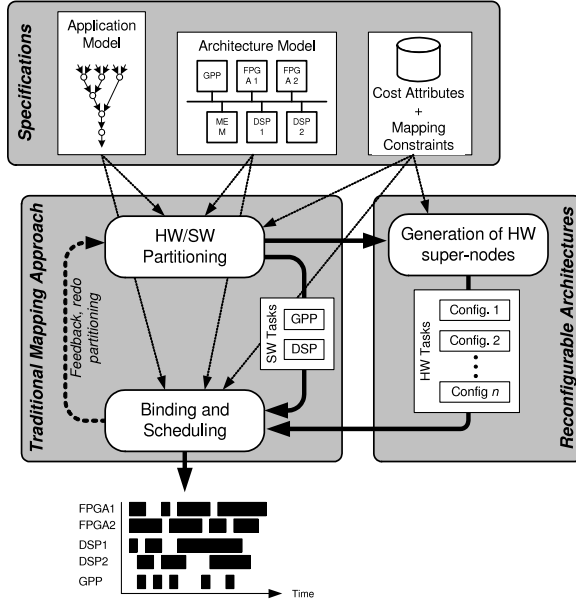 Specifications
Application
Model
Architecture Model
GPP
FPG
A 1
FPG
A 2
ME
M
DSP
1
DSP
2
Cost Attributes
+
Mapping
Constraints
Traditional Mapping Approach
HW/SW
Partitioning
Feedback, redo
partitioning
SW Tasks
GPP
DSP
Binding and
Scheduling
Reconfigurable Architectures
Generation of HW
super-nodes
HW Tasks
Config. 1
Config. 2
Config n
FPGA1
FPGA2
DSP1
DSP2
GPP
Time